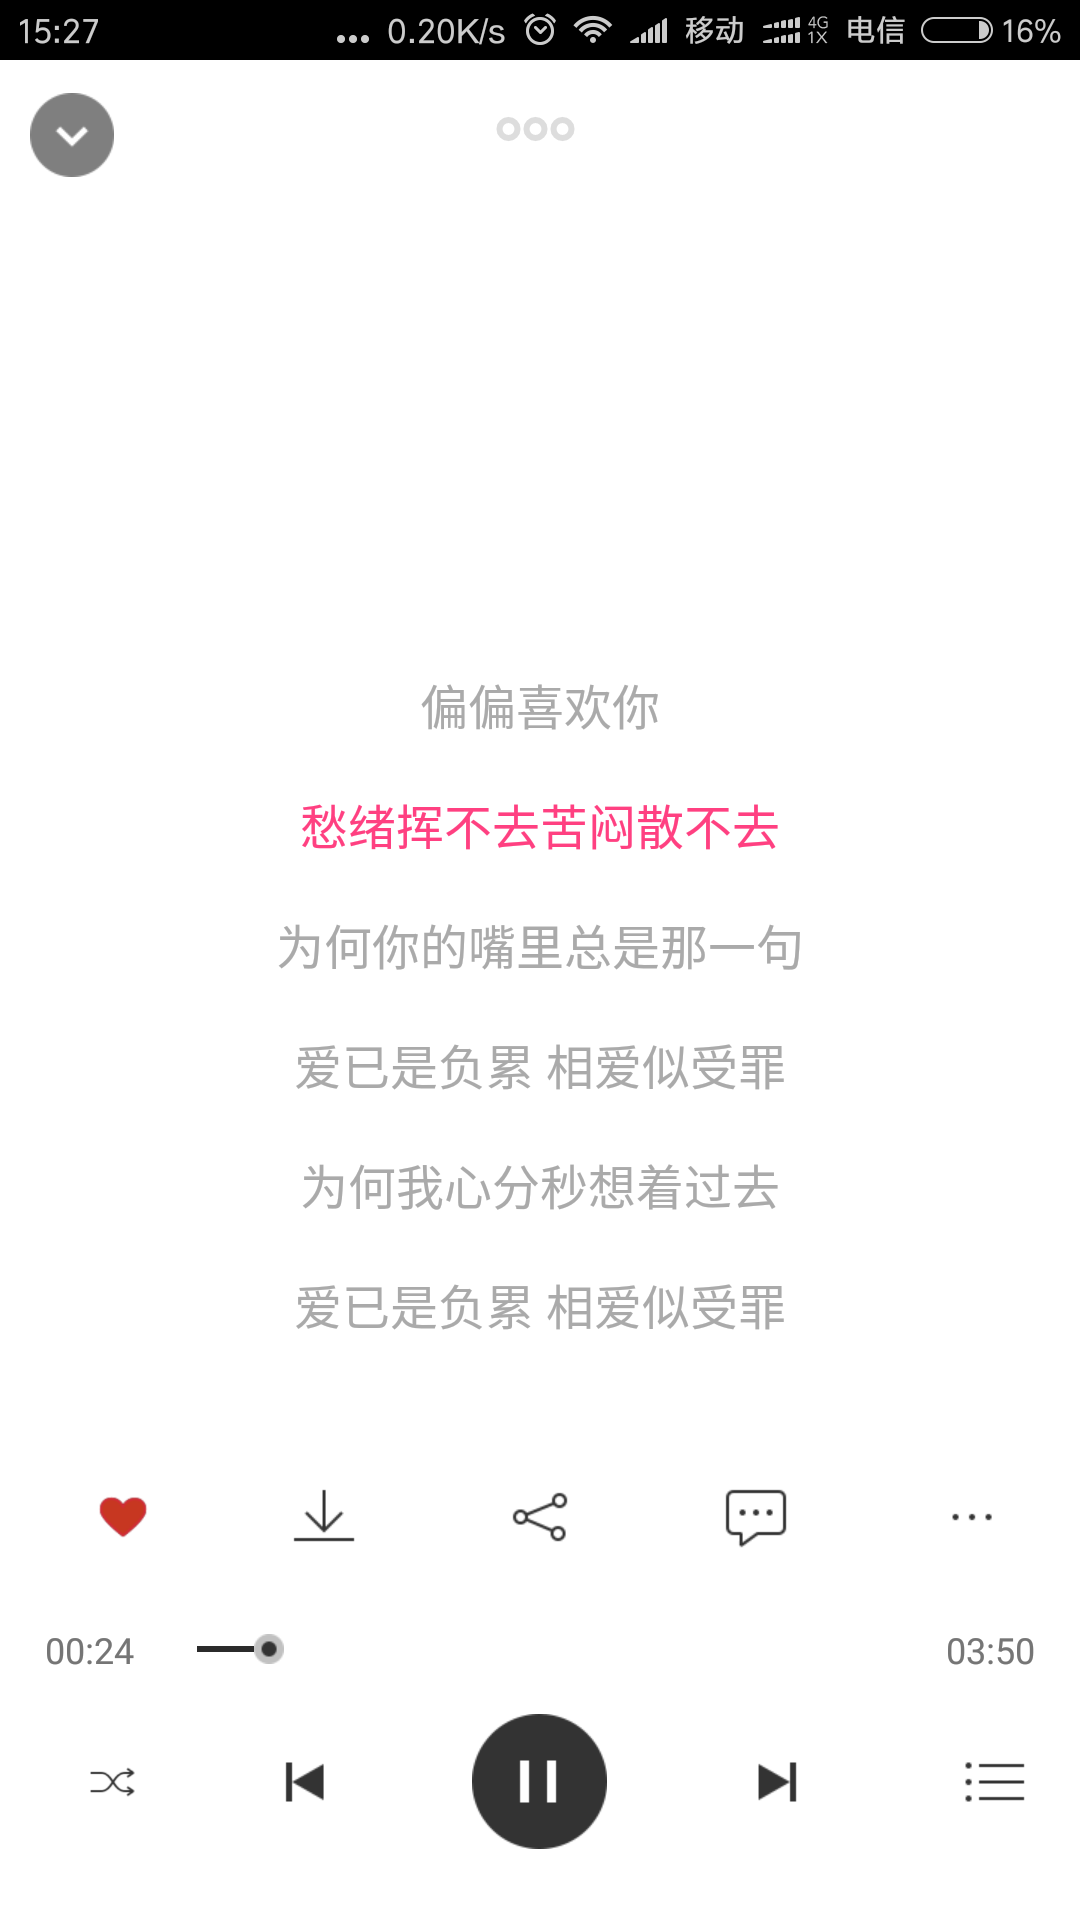 15:27 ... 0.20K/s 移动 4G 1X 电信 16%
偏偏喜欢你
愁绪挥不去苦闷散不去
为何你的嘴里总是那一句
爱已是负累 相爱似受罪
为何我心分秒想着过去
爱已是负累 相爱似受罪
00:24 03:50